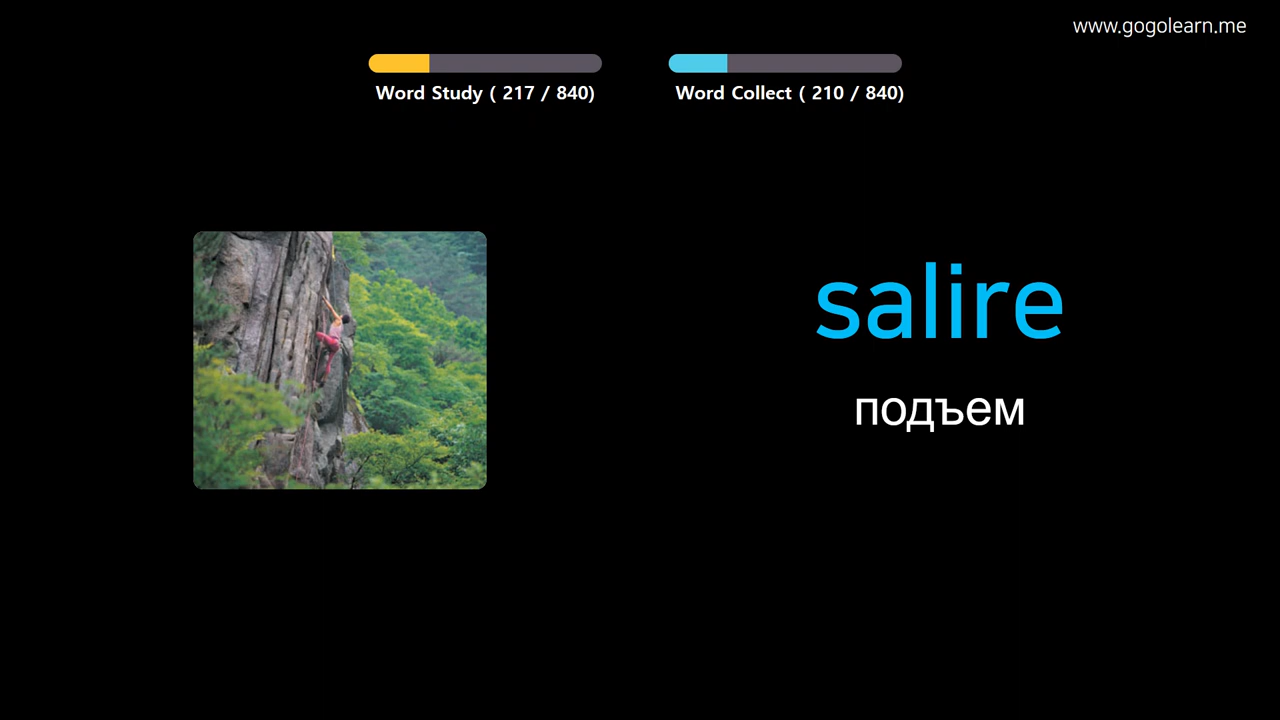 www.gogolearn.me
Word Study ( 217 / 840)
Word Collect ( 210 / 840)
salire
подъем